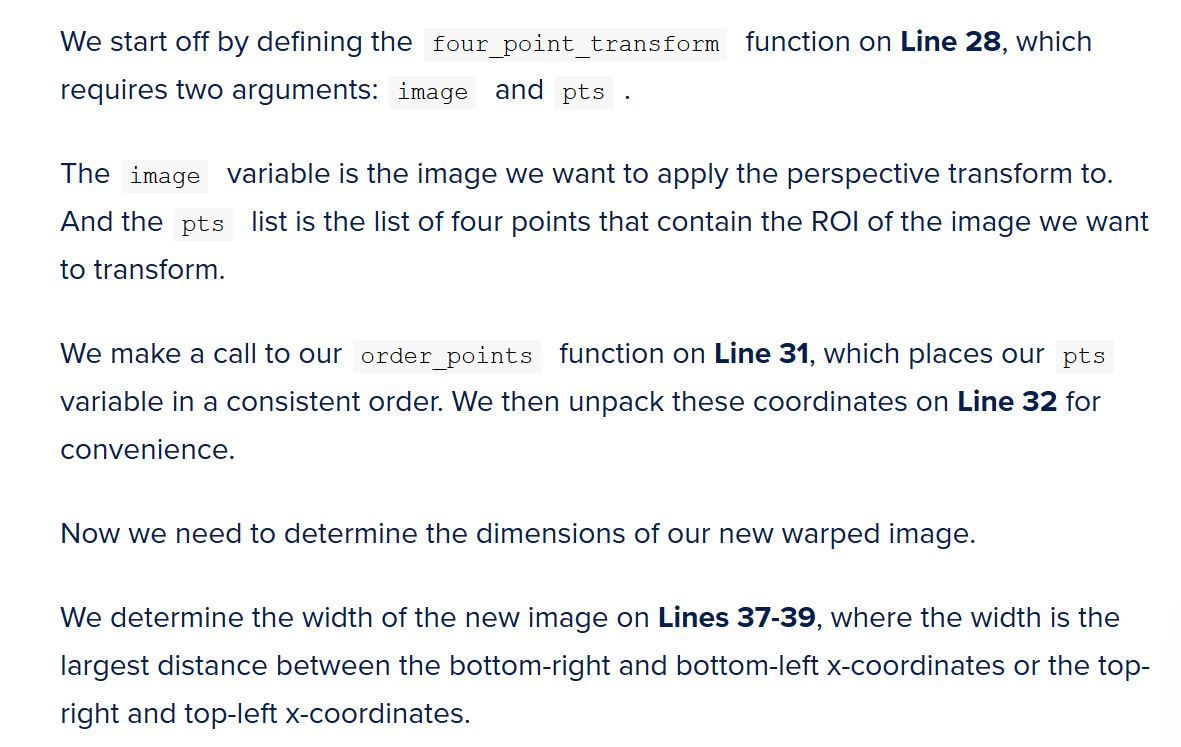 We start off by defining the four_point_transform function on Line 28, which
requires two arguments: image and pts .
The image variable is the image we want to apply the perspective transform to.
And the pts list is the list of four points that contain the ROI of the image we want
to transform.
We make a call to our order_points function on Line 31, which places our pts
variable in a consistent order. We then unpack these coordinates on Line 32 for
convenience.
Now we need to determine the dimensions of our new warped image.
We determine the width of the new image on Lines 37-39, where the width is the
largest distance between the bottom-right and bottom-left x-coordinates or the top-
right and top-left x-coordinates.